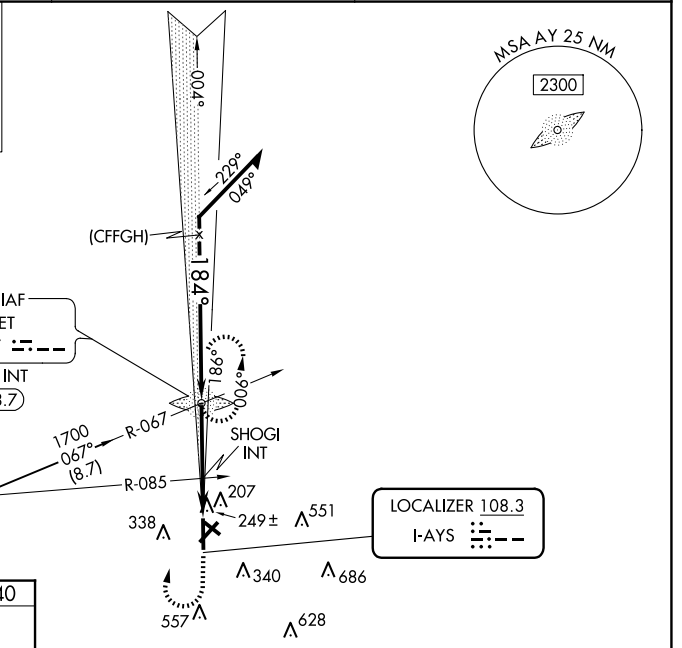 MSA AY 25 NM
2300
004°
229°
049°
(CFFGH)
184°
IAF
ET
INT
.7)
186°
006°
1700
067°
(8.7)
R-067
SHOGI
INT
R-085
207
249±
551
338
LOCALIZER 108.3
I-AYS
340
686
557
628
40